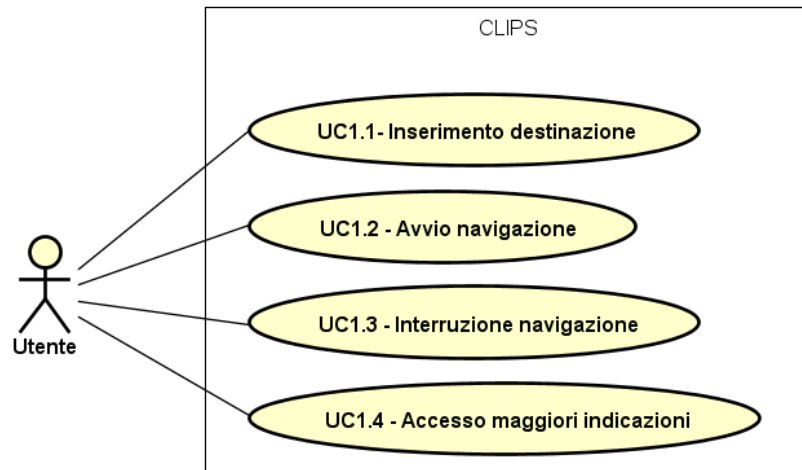 CLIPS
UC1.1- Inserimento destinazione
UC1.2 - Avvio navigazione
UC1.3 - Interruzione navigazione
Utente
UC1.4 - Accesso maggiori indicazioni